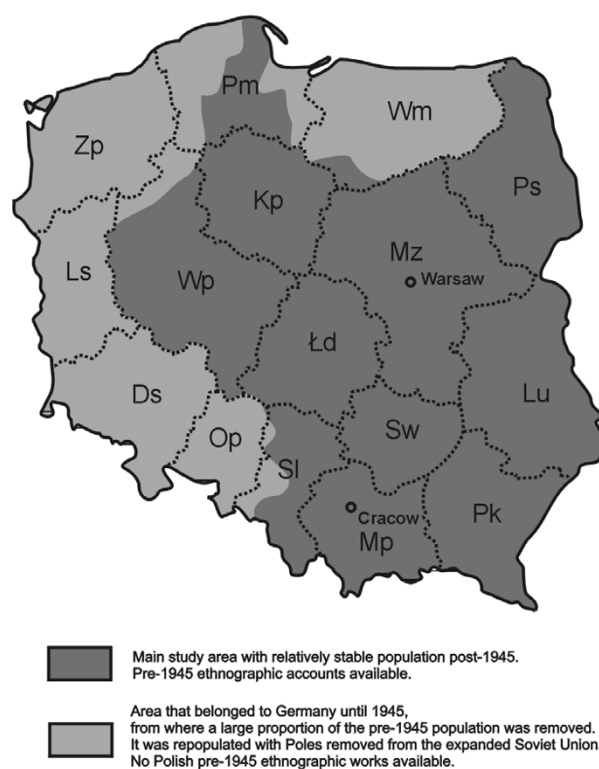 Pm
Wm
Zp
Ps
Kp
Mz
Ls
Wp
Warsaw
Łd
Ds
Lu
Op
Sw
Sl
Cracow
Pk
Mp
Main study area with relatively stable population post-1945.
Pre-1945 ethnographic accounts available.
Area that belonged to Germany until 1945,
from where a large proportion of the pre-1945 population was removed.
It was repopulated with Poles removed from the expanded Soviet Union
No Polish pre-1945 ethnographic works available.